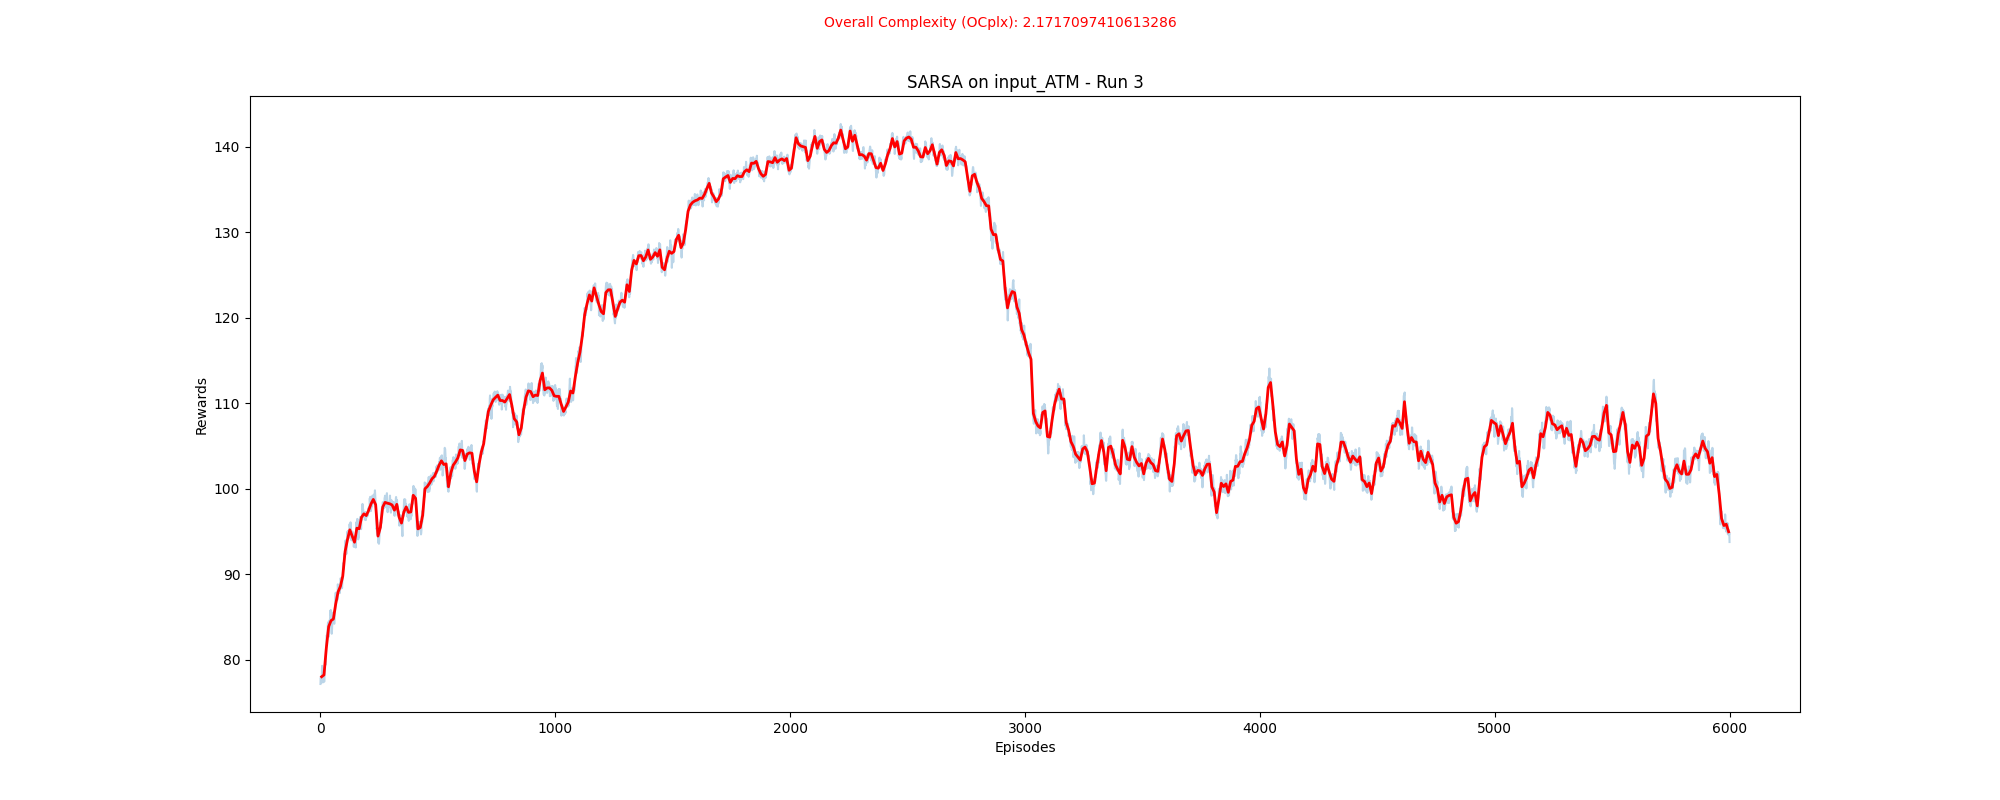 Overall Complexity (OCplx): 2.1717097410613286
SARSA on input_ATM - Run 3
Rewards
140
130
120
110
100
90
80
0 1000 2000 3000 4000 5000 6000
Episodes